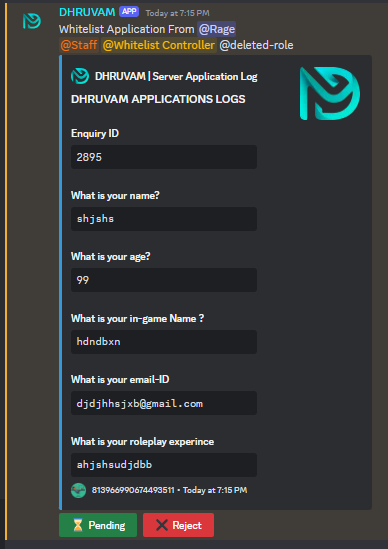 DHRUVAM APP Today at 7:15 PM
Whitelist Application From @Rage
@Staff @Whitelist Controller @deleted-role
DHRUVAM | Server Application Log
DHRUVAM APPLICATIONS LOGS
Enquiry ID
2895
What is your name?
shjshs
What is your age?
99
What is your in-game Name ?
hdndbxn
What is your email-ID
djdjhhsjxb@gmail.com
What is your roleplay experince
ahjshsudjdbb
813966990674493511 • Today at 7:15 PM
Pending Reject